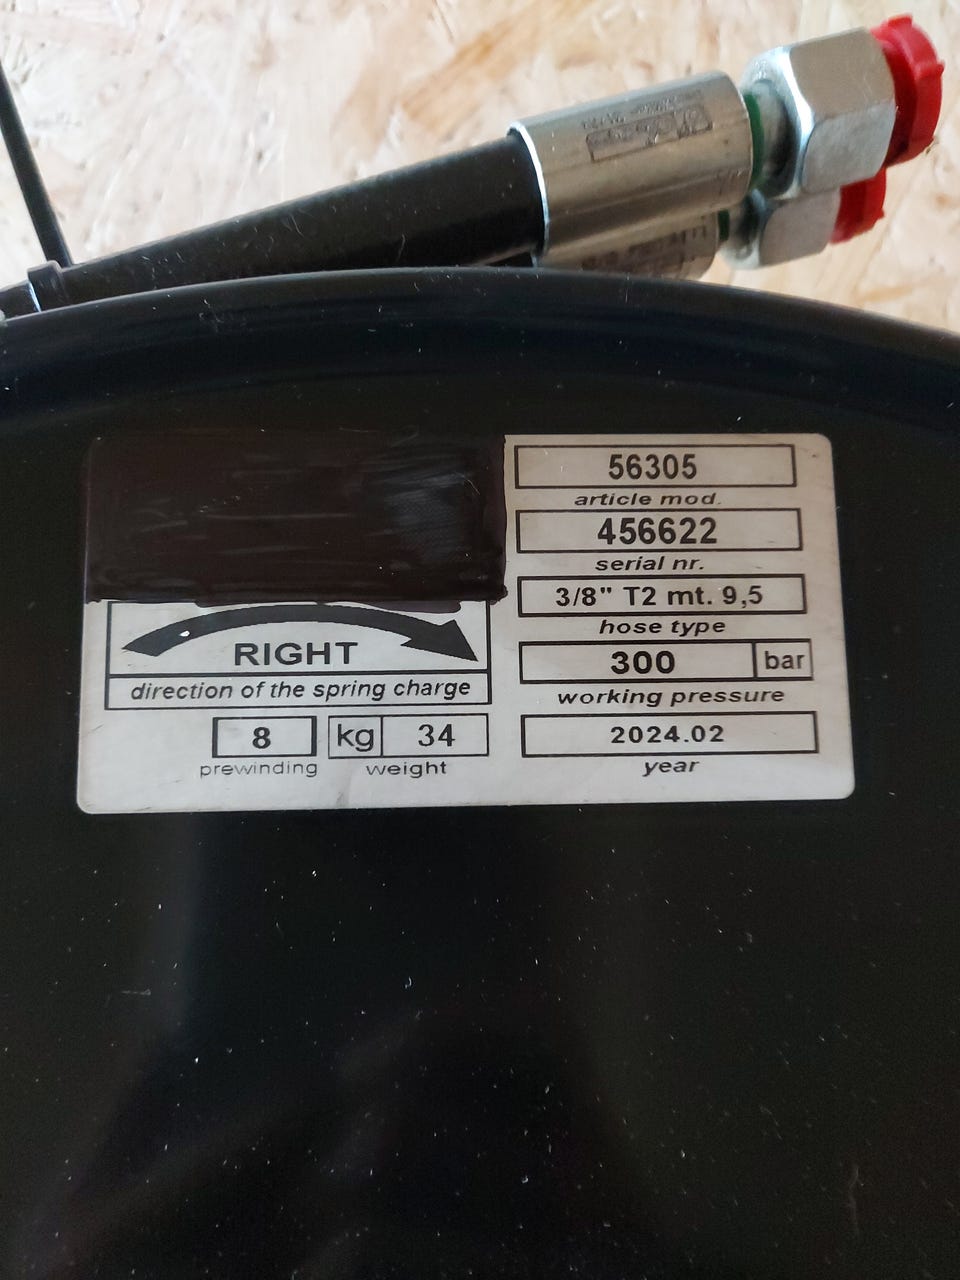 56305
article mod.
456622
serial nr.
3/8" T2 mt. 9,5
hose type
300 bar
working pressure
2024.02
year
RIGHT
direction of the spring charge
8 kg 34
prewinding weight